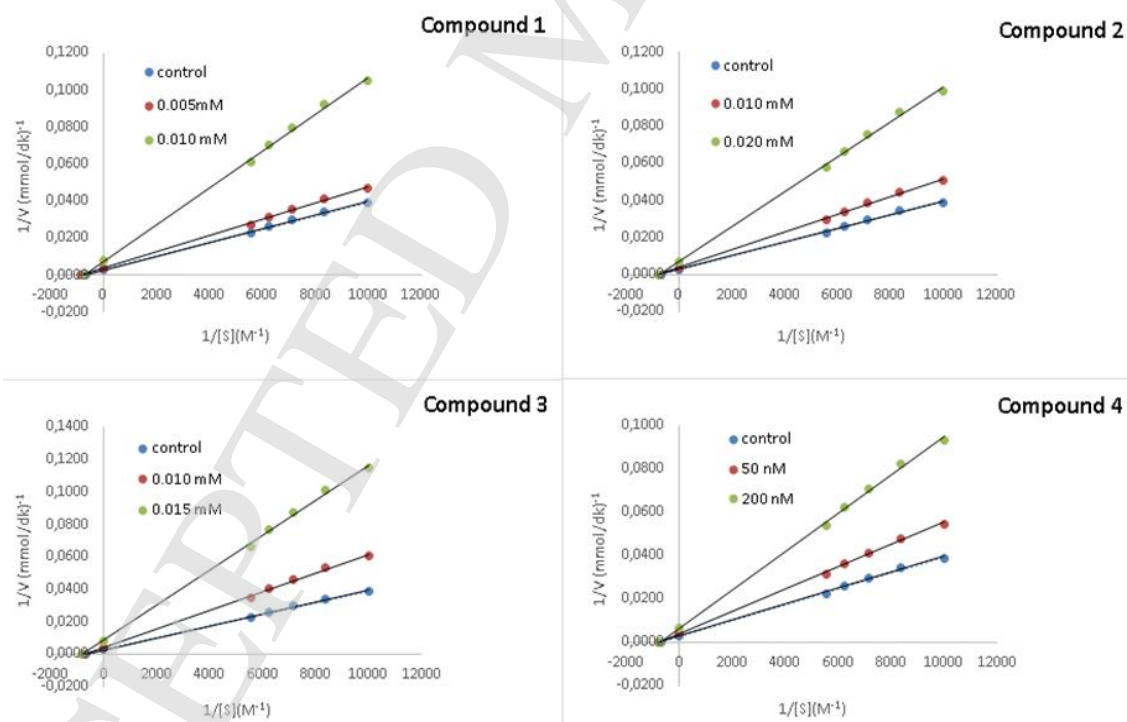 Compound 1
0,1200
0,1000
0,0800
0,0600
0,0400
0,0200
0,0000
-0,0200
-2000 0 2000 4000 6000 8000 10000 12000
control
0.005mM
0.010 mM
1/V (mmol/dk)-1
1/[S](M-1)
Compound 2
0,1200
0,1000
0,0800
0,0600
0,0400
0,0200
0,0000
-0,0200
-2000 0 2000 4000 6000 8000 10000 12000
control
0.010 mM
0.020 mM
1/V (mmol/dk)-1
1/[S](M-1)
Compound 3
0,1400
0,1200
0,1000
0,0800
0,0600
0,0400
0,0200
0,0000
-0,0200
-2000 0 2000 4000 6000 8000 10000 12000
control
0.010 mM
0.015 mM
1/V (mmol/dk)-1
1/[S](M-1)
Compound 4
0,1000
0,0800
0,0600
0,0400
0,0200
0,0000
-0,0200
-2000 0 2000 4000 6000 8000 10000 12000
control
50 nM
200 nM
1/V (mmol/dk)-1
1/[S](M-1)
EPTED M